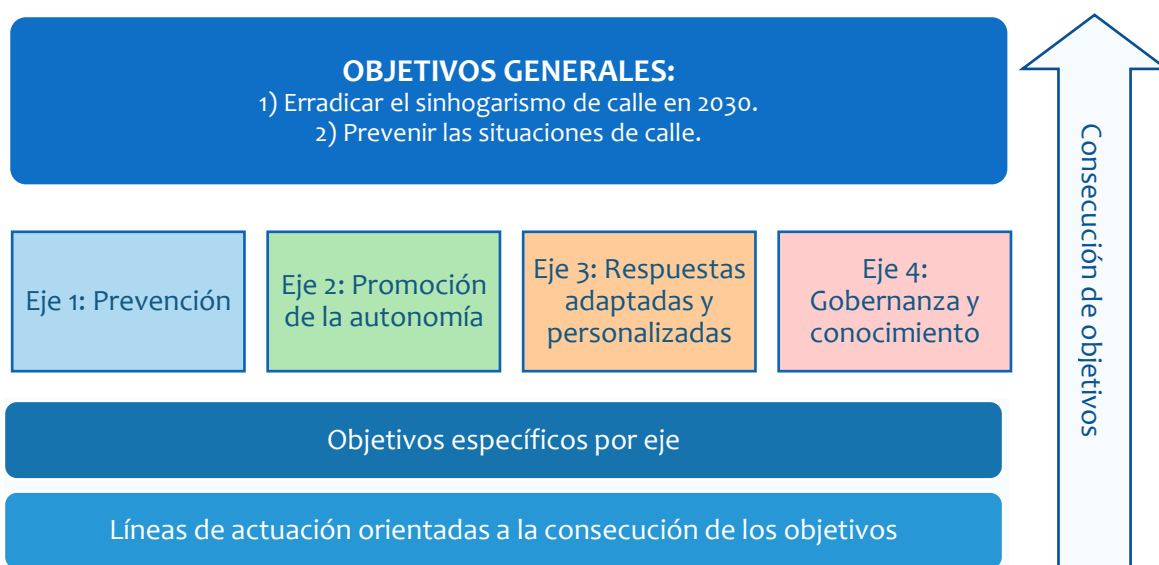 OBJETIVOS GENERALES:
1) Erradicar el sinhogarismo de calle en 2030.
2) Prevenir las situaciones de calle.
Eje 1: Prevención
Eje 2: Promoción
de la autonomía
Eje 3: Respuestas
adaptadas y
personalizadas
Eje 4:
Gobernanza y
conocimiento
Objetivos específicos por eje
Líneas de actuación orientadas a la consecución de los objetivos
Consecución de objetivos